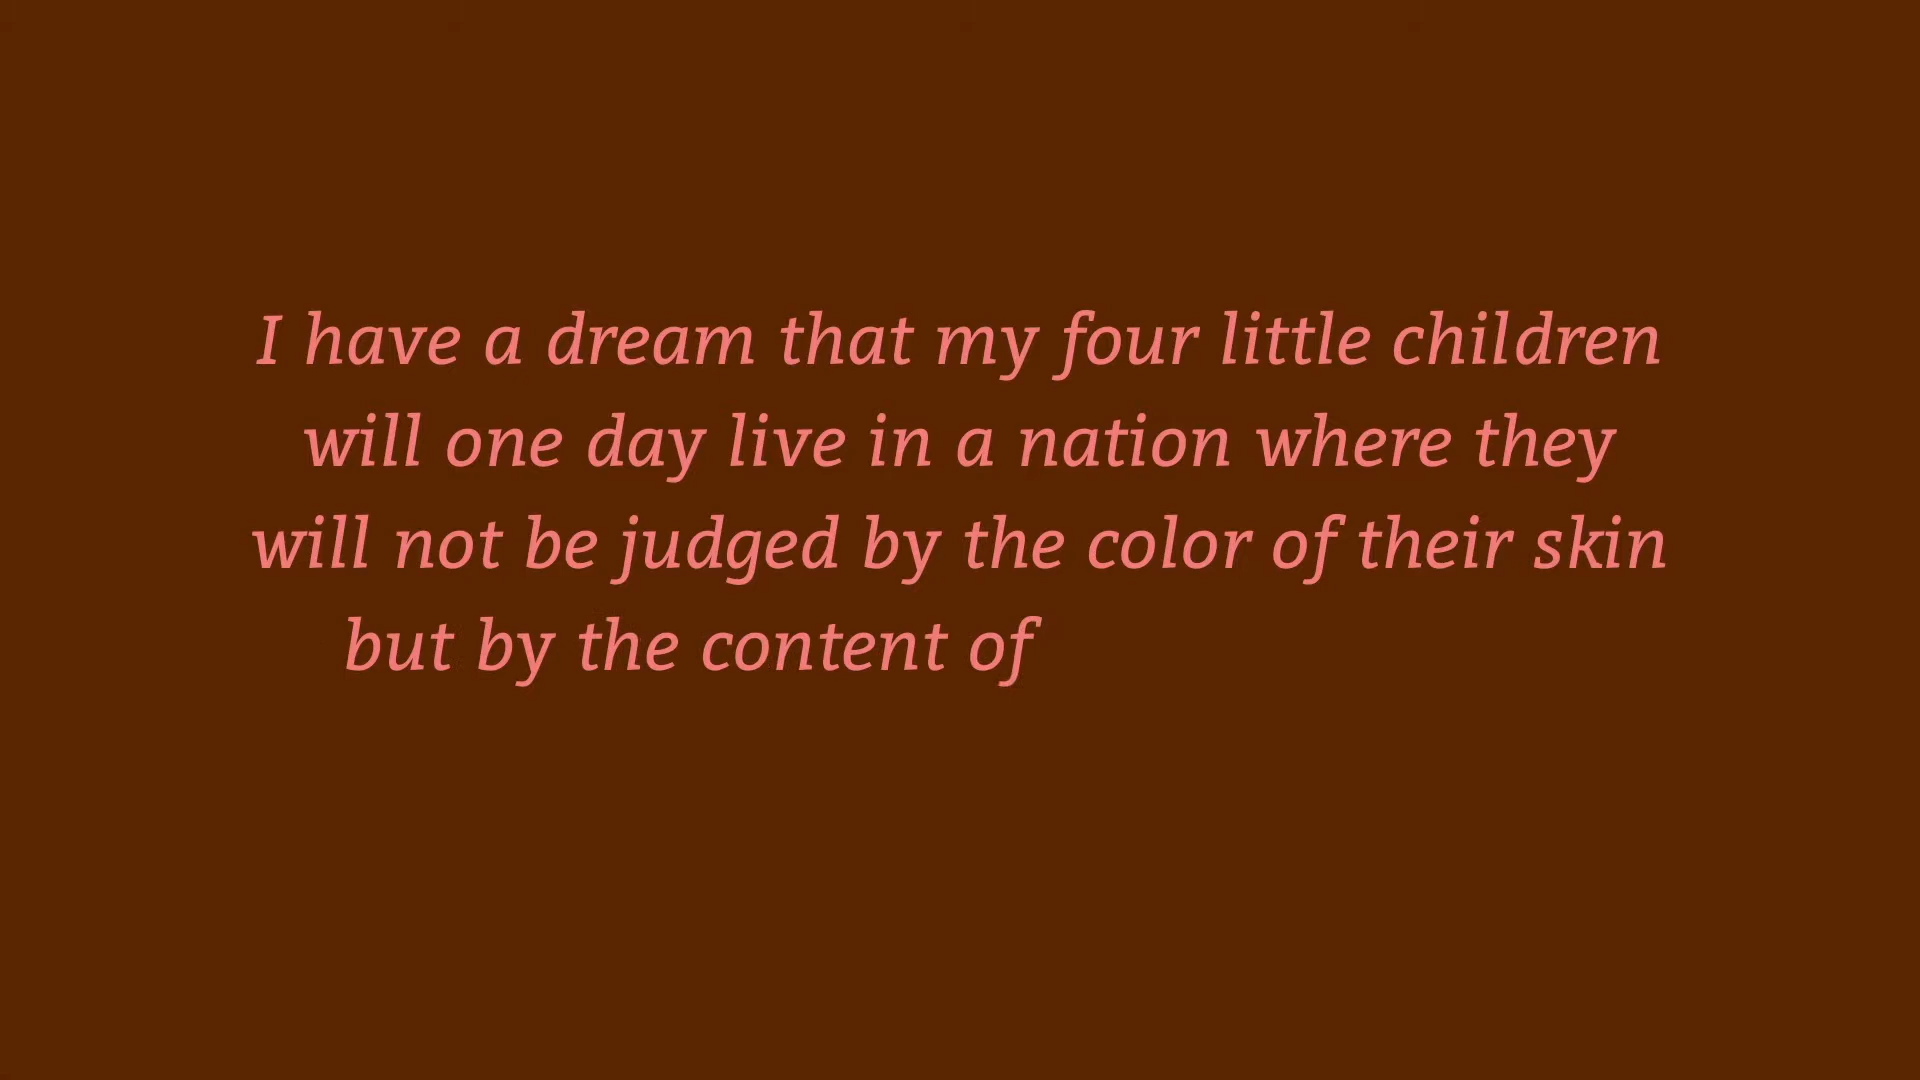 I have a dream that my four little children
will one day live in a nation where they
will not be judged by the color of their skin
but by the content of